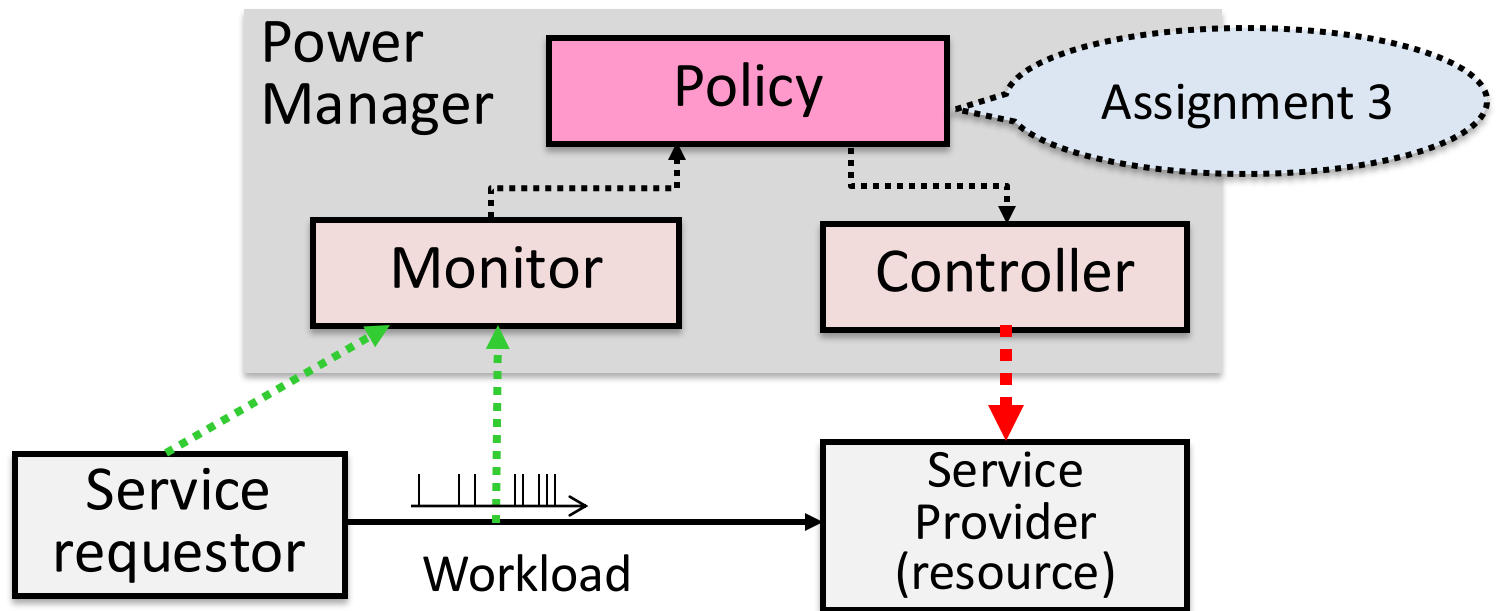 Power
Manager
Policy
Assignment 3
Monitor
Controller
Service
requestor
Workload
Service
Provider
(resource)